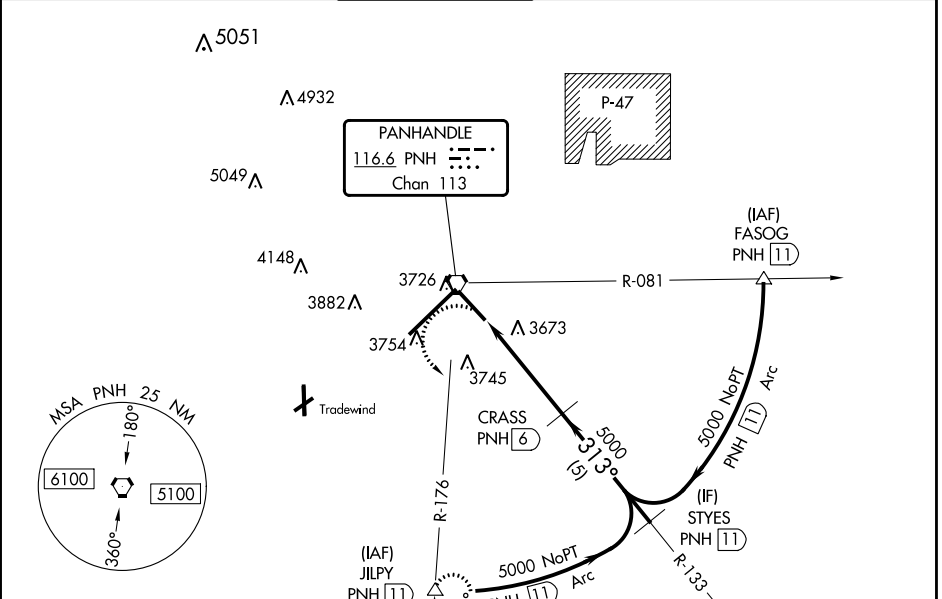 5051
4932
P-47
PANHANDLE
116.6 PNH
Chan 113
5049
(IAF)
FASOG
PNH 11
4148
3726
R-081
3882
3673
3754
3745
Tradewind
MSA PNH 25 NM
180°
6100
5100
360°
CRASS
PNH 6
5000
313°
(5)
5000 NoPT
PNH 11 Arc
R-176
(IF)
STYES
PNH 11
R-133
(IAF)
JILPY
PNH 11
5000 NoPT
PNH 11 Arc